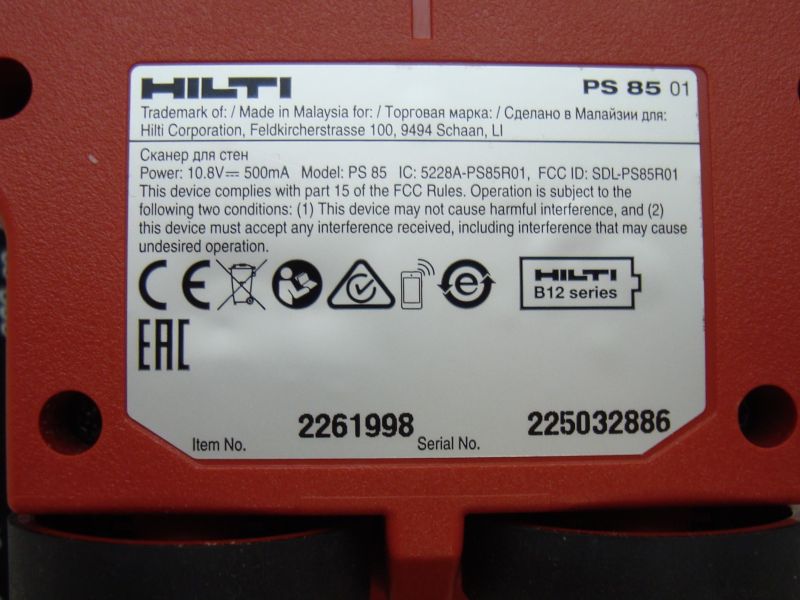 HILTI PS 85 01
Trademark of: / Made in Malaysia for: / Торговая марка: / Сделано в Малайзии для:
Hilti Corporation, Feldkircherstrasse 100, 9494 Schaan, LI
Сканер для стен
Power: 10.8V⎓ 500mA Model: PS 85 IC: 5228A-PS85R01, FCC ID: SDL-PS85R01
This device complies with part 15 of the FCC Rules. Operation is subject to the
following two conditions: (1) This device may not cause harmful interference, and (2)
this device must accept any interference received, including interference that may cause
undesired operation.
CE e HILTI
B12 series
EAC
Item No. 2261998 Serial No. 225032886